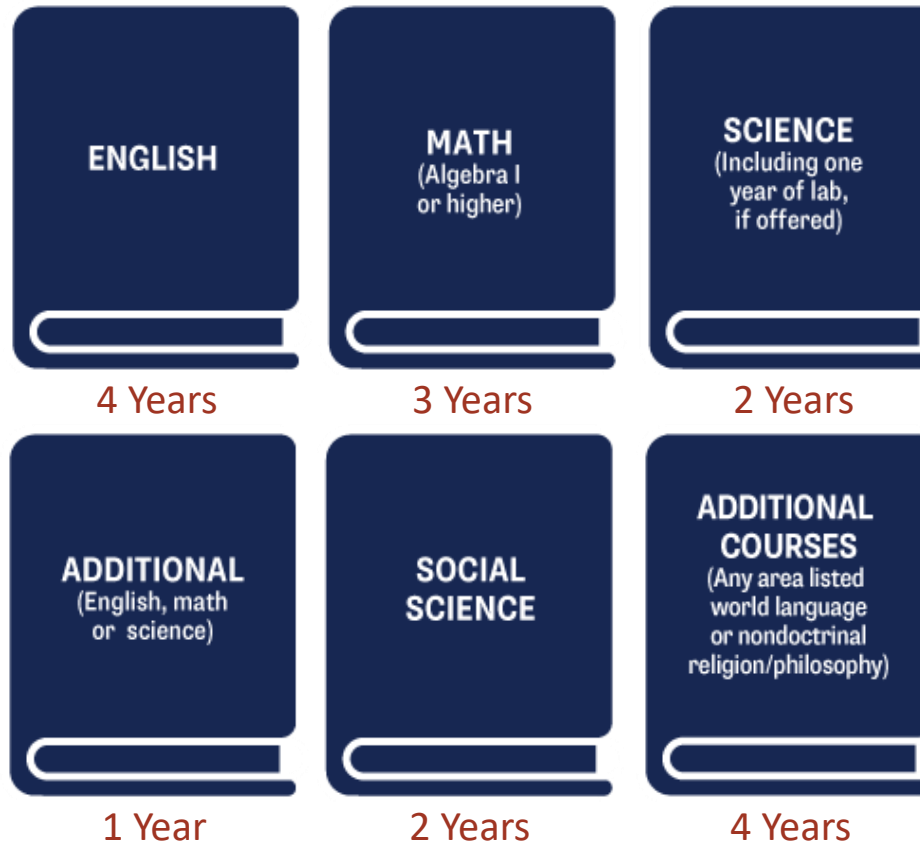 ENGLISH
4 Years
MATH
(Algebra I
or higher)
3 Years
SCIENCE
(Including one
year of lab,
if offered)
2 Years
ADDITIONAL
(English, math
or science)
1 Year
SOCIAL
SCIENCE
2 Years
ADDITIONAL
COURSES
(Any area listed
world language
or nondoctrinal
religion/philosophy)
4 Years